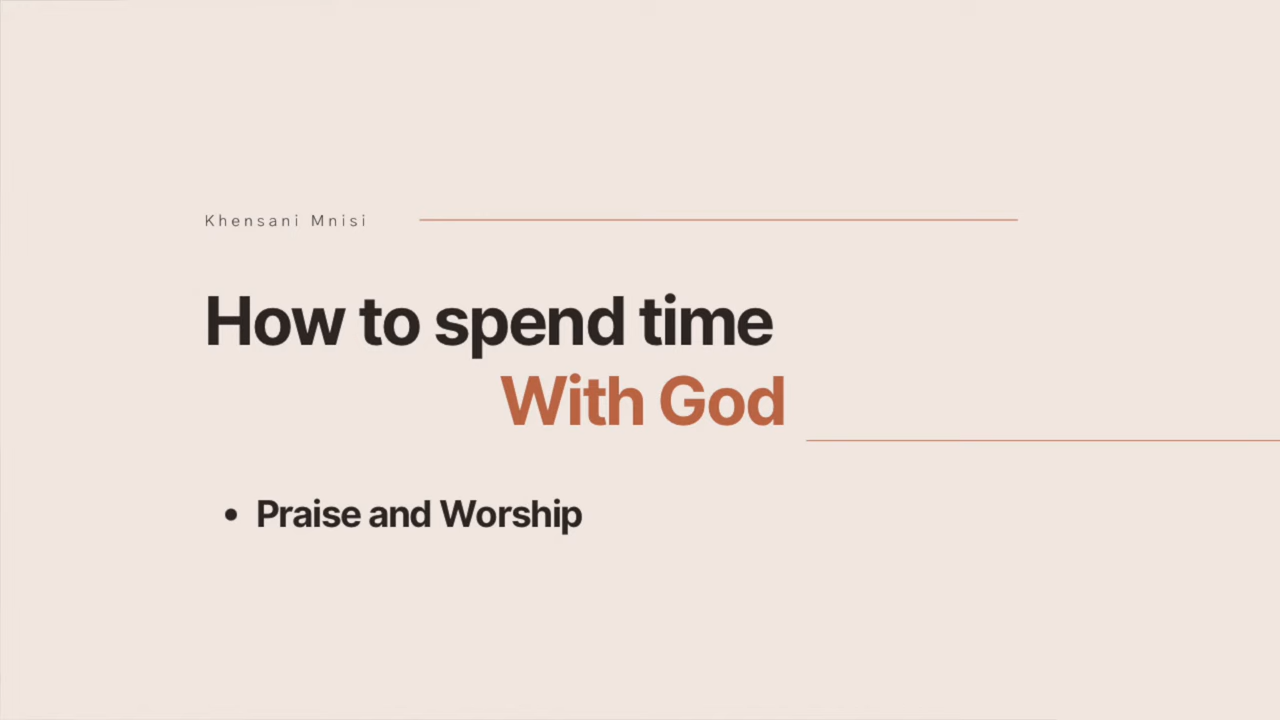 Khensani Mnisi
How to spend time
With God
• Praise and Worship